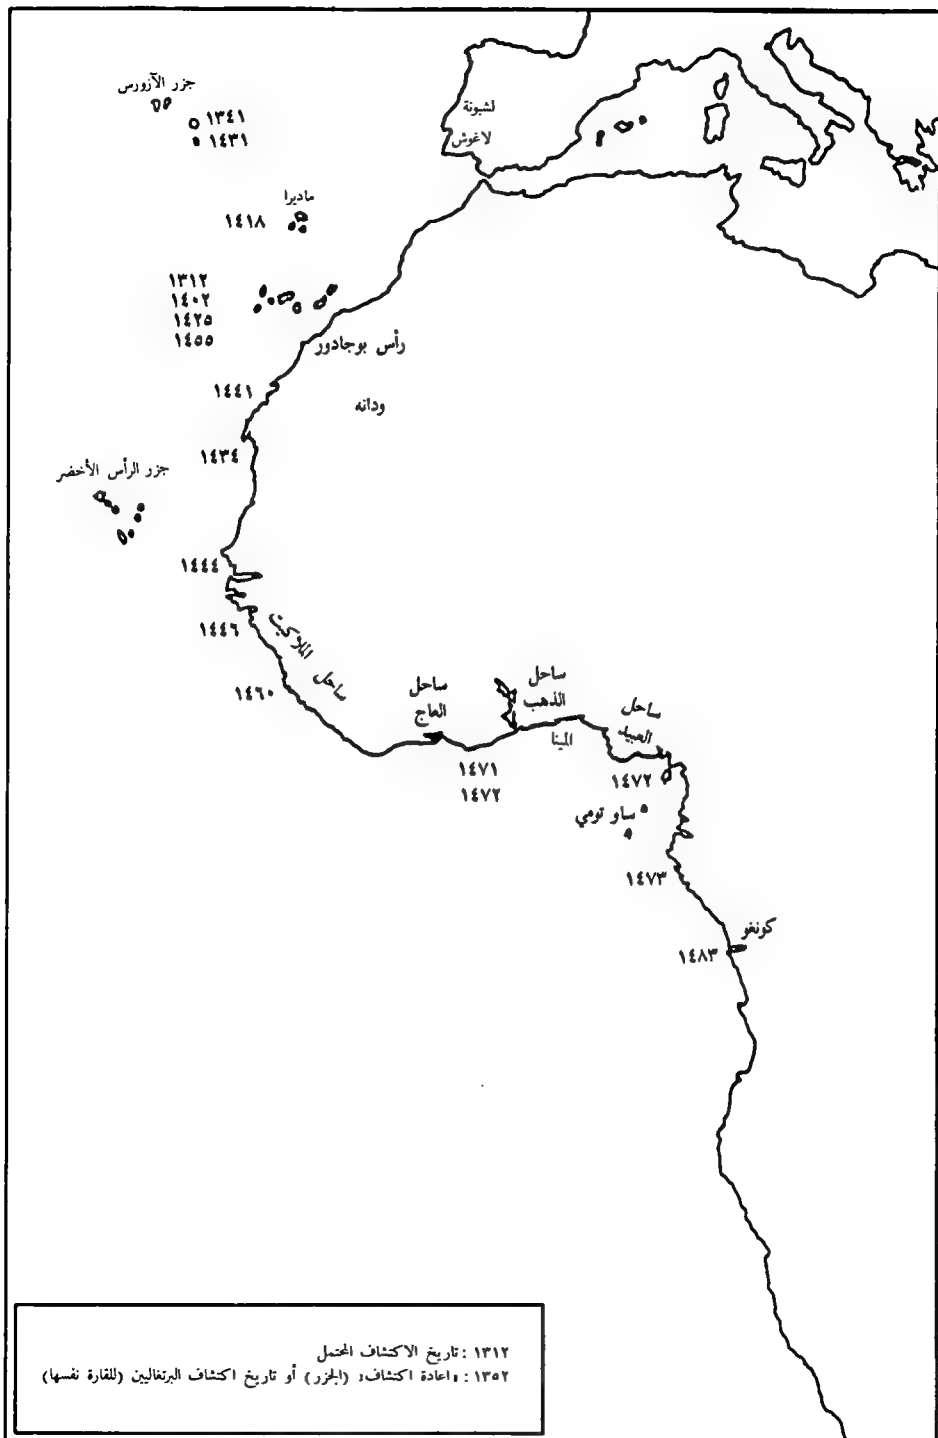 جزر الآزورس
١٣٤١
١٤٣١
لشبونة
لاغوش
ماديرا
١٤١٨
١٣١٢
١٤٠٢
١٤٢٥
١٤٥٥
رأس بوجادور
١٤٤١
ودانه
١٤٣٤
جزر الرأس الأخضر
١٤٤٤
١٤٤٦
ساحل الملاكيت
١٤٦٠
ساحل
العاج
ساحل
الذهب
المينا
ساحل
العبيد
١٤٧١
١٤٧٢
١٤٧٢
ساو تومي
١٤٧٣
كونغو
١٤٨٣
١٣١٢ : تاريخ الاكتشاف المحتمل
١٣٥٢ : «اعادة اكتشاف» (الجزر) أو تاريخ اكتشاف البرتغاليين (للقارة نفسها)